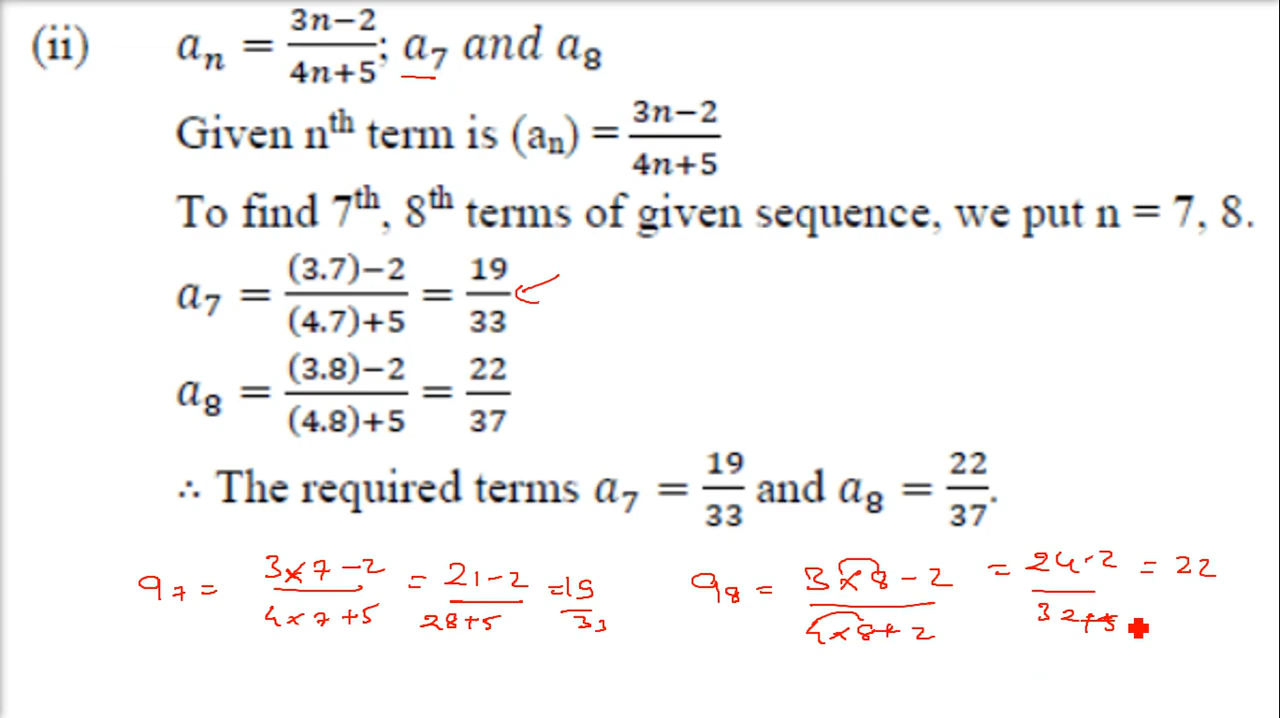 (ii) aₙ = (3n−2)/(4n+5); a₇ and a₈
Given nᵗʰ term is (aₙ) = (3n−2)/(4n+5)
To find 7ᵗʰ, 8ᵗʰ terms of given sequence, we put n = 7, 8.
a₇ = ((3.7)−2)/((4.7)+5) = 19/33
a₈ = ((3.8)−2)/((4.8)+5) = 22/37
∴ The required terms a₇ = 19/33 and a₈ = 22/37.
a₇ = (3×7−2)/(4×7+5) = (21−2)/(28+5) = 19/33
a₈ = (3×8−2)/(4×8+2) = (24-2)/(32+5) = 22